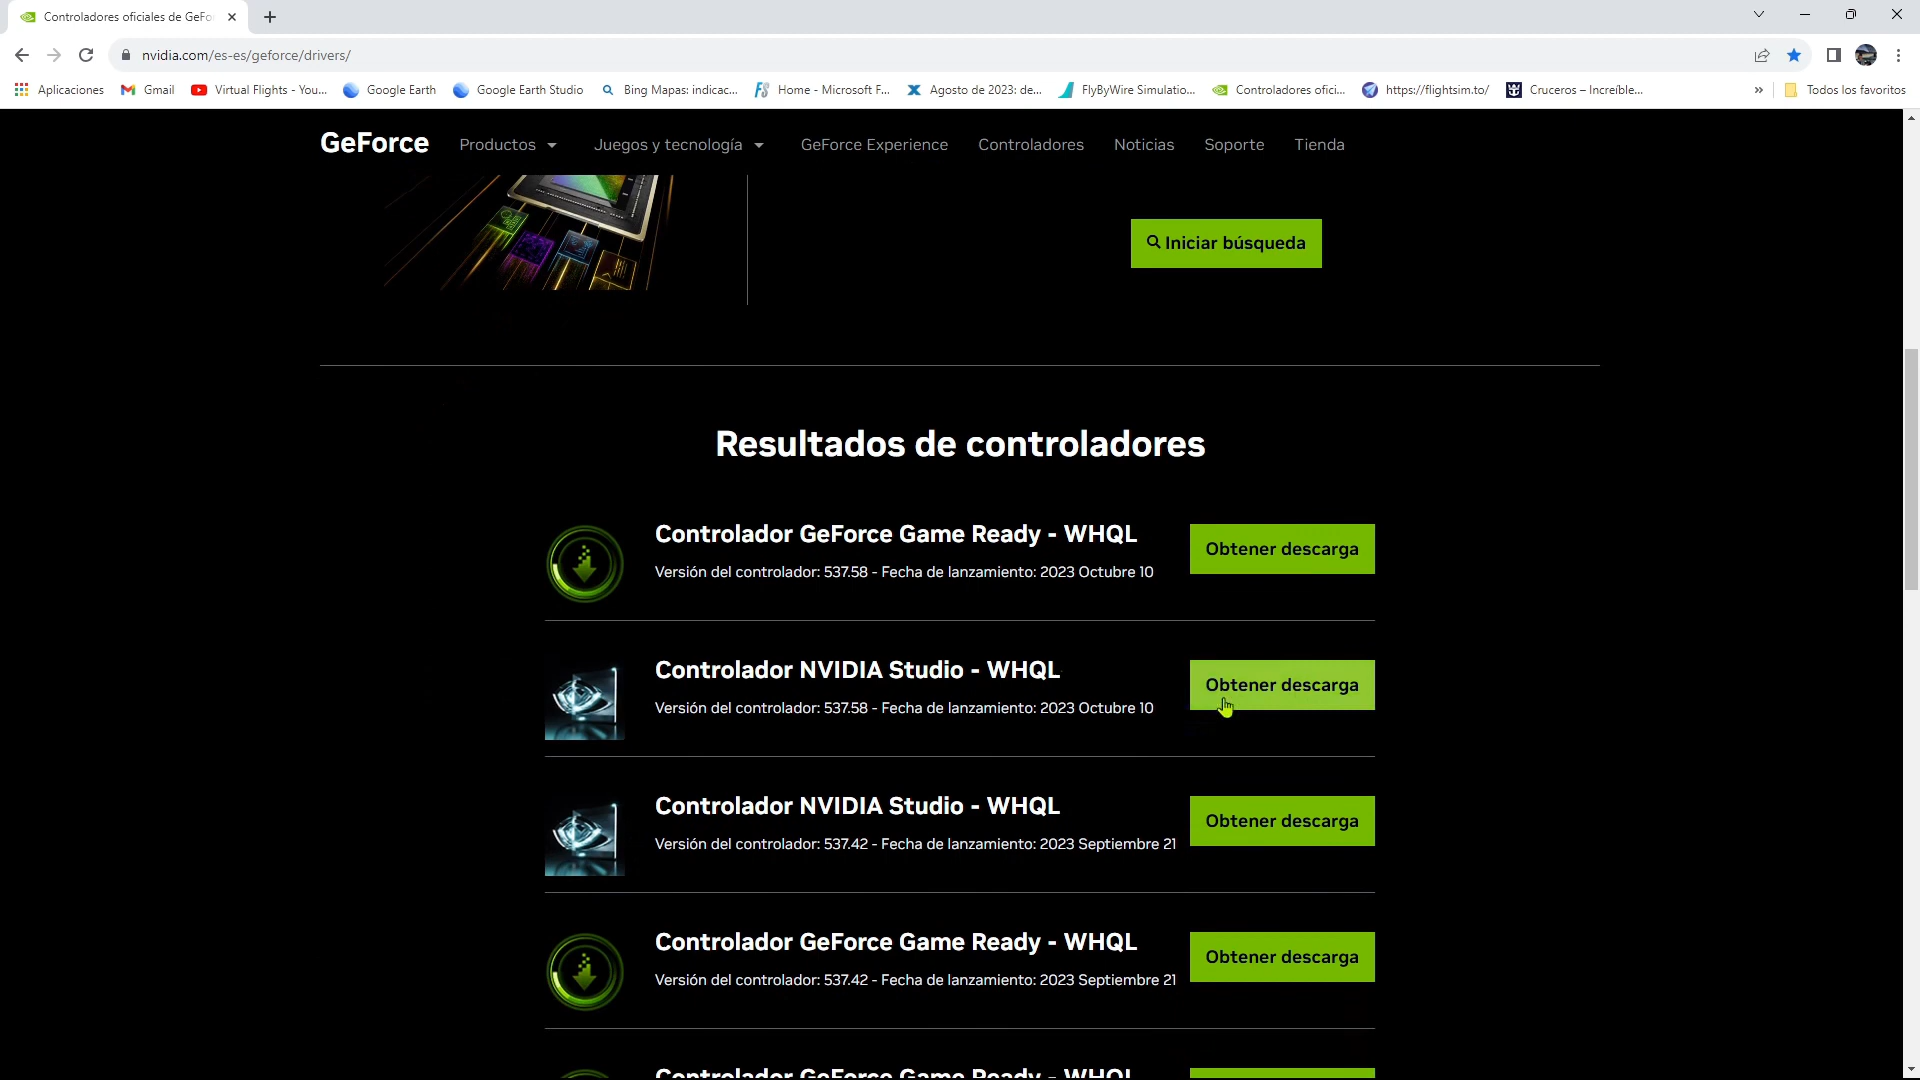 Controladores oficiales de GeFo
nvidia.com/es-es/geforce/drivers/
Aplicaciones
Gmail
Virtual Flights - You...
Google Earth
Google Earth Studio
Bing Mapas: indicac...
Home - Microsoft F...
Agosto de 2023: de...
FlyByWire Simulatio...
Controladores ofici...
https://flightsim.to/
Cruceros – Increíble...
»
Todos los favoritos
GeForce
Productos
Juegos y tecnología
GeForce Experience
Controladores
Noticias
Soporte
Tienda
Iniciar búsqueda
Resultados de controladores
Controlador GeForce Game Ready - WHQL
Obtener descarga
Versión del controlador: 537.58 - Fecha de lanzamiento: 2023 Octubre 10
Controlador NVIDIA Studio - WHQL
Obtener descarga
Versión del controlador: 537.58 - Fecha de lanzamiento: 2023 Octubre 10
Controlador NVIDIA Studio - WHQL
Obtener descarga
Versión del controlador: 537.42 - Fecha de lanzamiento: 2023 Septiembre 21
Controlador GeForce Game Ready - WHQL
Obtener descarga
Versión del controlador: 537.42 - Fecha de lanzamiento: 2023 Septiembre 21
Controlador GeForce Game Ready - WHQL